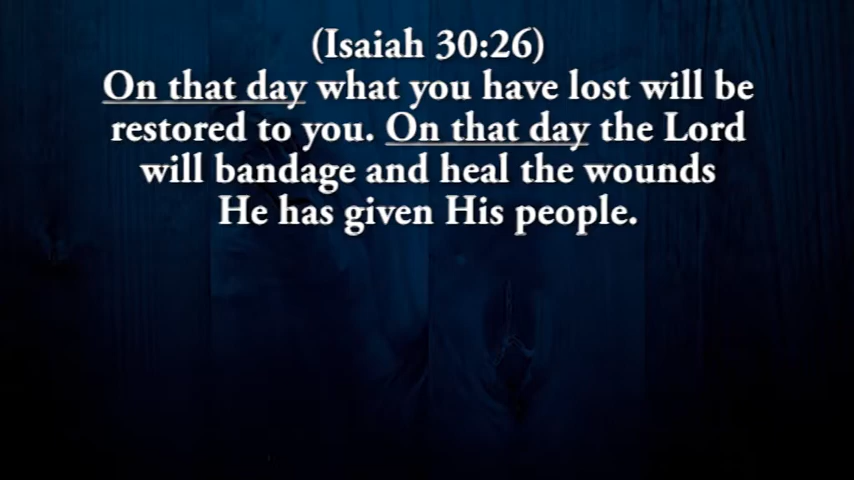 (Isaiah 30:26)
On that day what you have lost will be
restored to you. On that day the Lord
will bandage and heal the wounds
He has given His people.